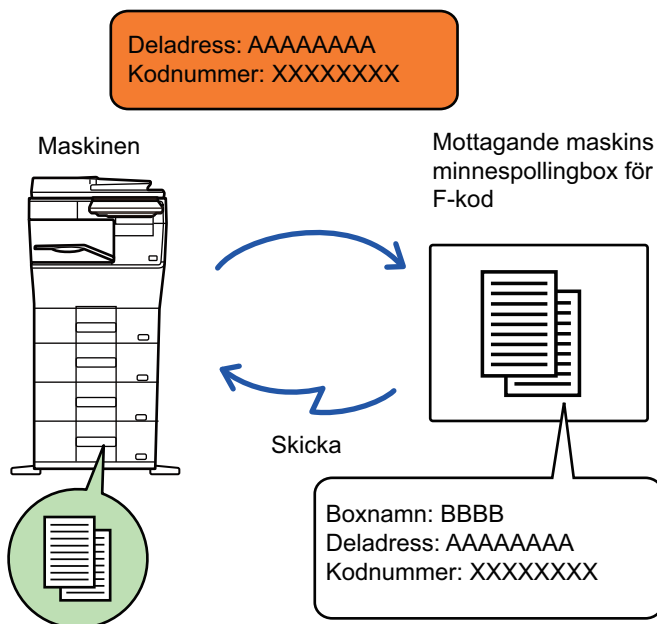 Deladress: AAAAAAAA
Kodnummer: XXXXXXXX
Maskinen
Mottagande maskins
minnespollingbox för
F-kod
Skicka
Boxnamn: BBBB
Deladress: AAAAAAAA
Kodnummer: XXXXXXXX